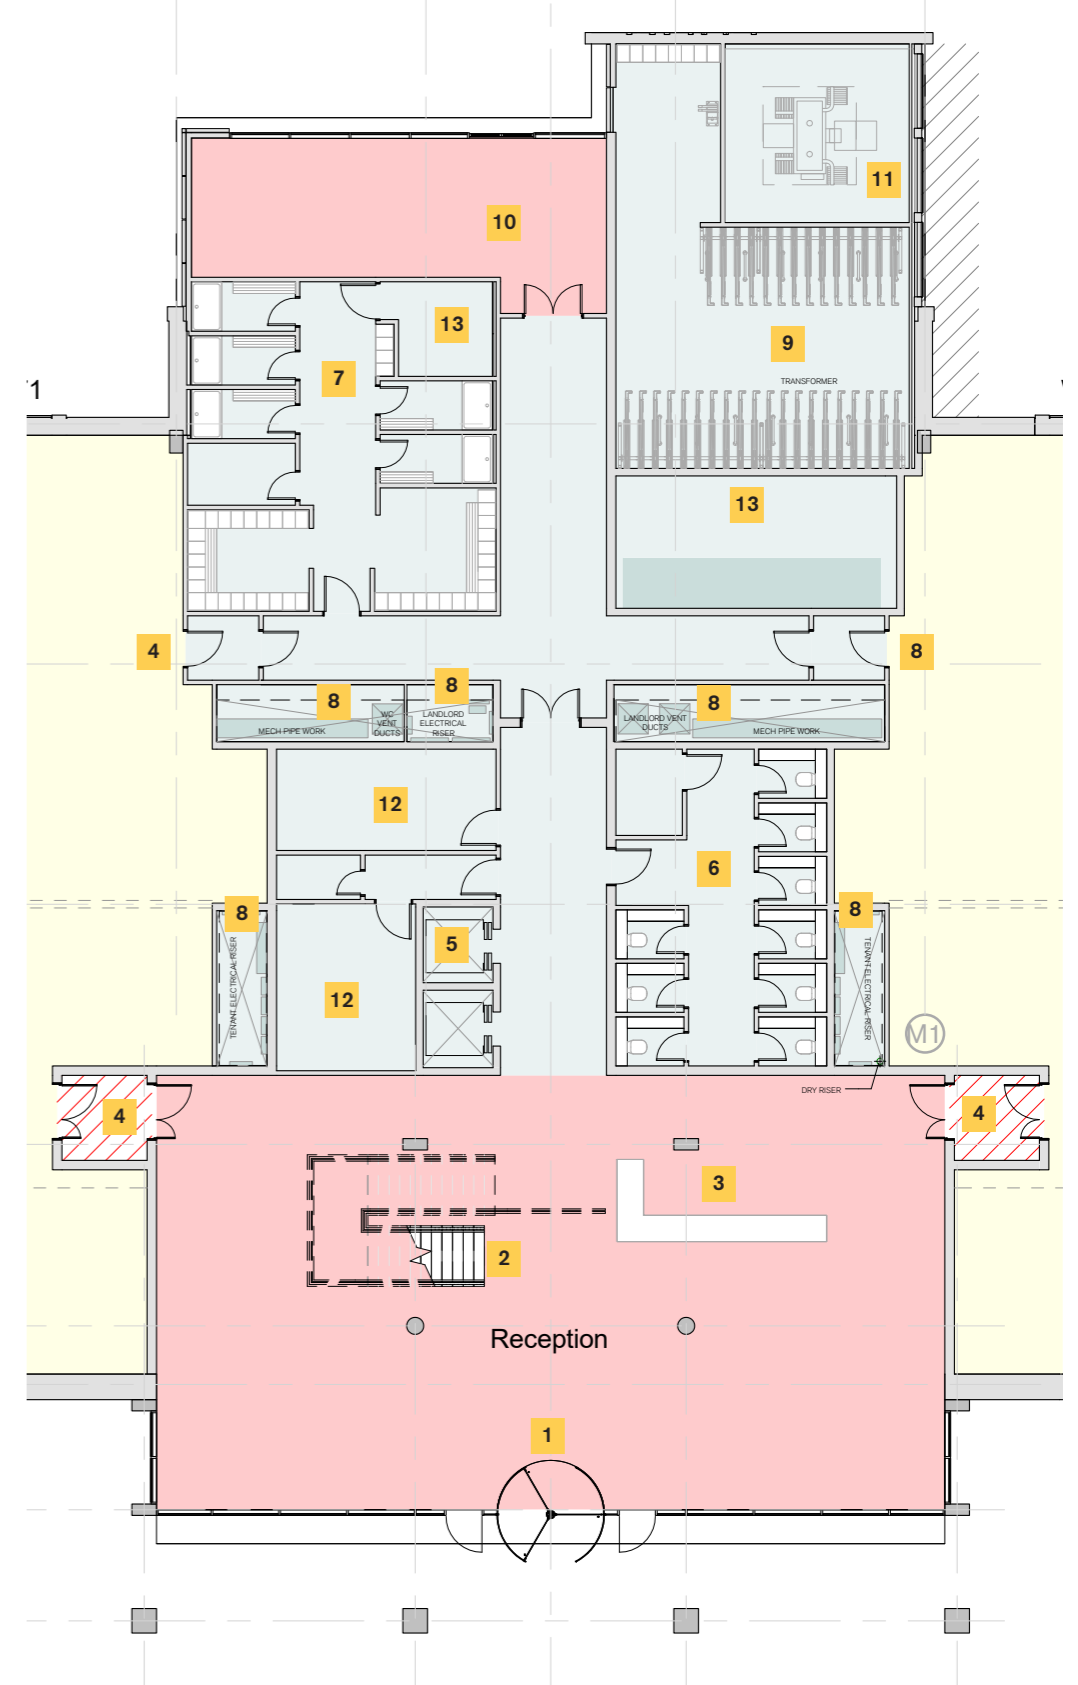 11
10
13
9
7
TRANSFORMER
'1
13
4
8
8
8
8
WC
VENT
DUCTS
LANDLORD
ELECTRICAL
RISER
LANDLORD VENT
DUCTS
MECH PIPE WORK
MECH PIPE WORK
12
6
8
8
5
TENANT ELECTRICAL RISER
TENANT ELECTRICAL RISER
12
M1
DRY RISER
4
4
3
2
Reception
1